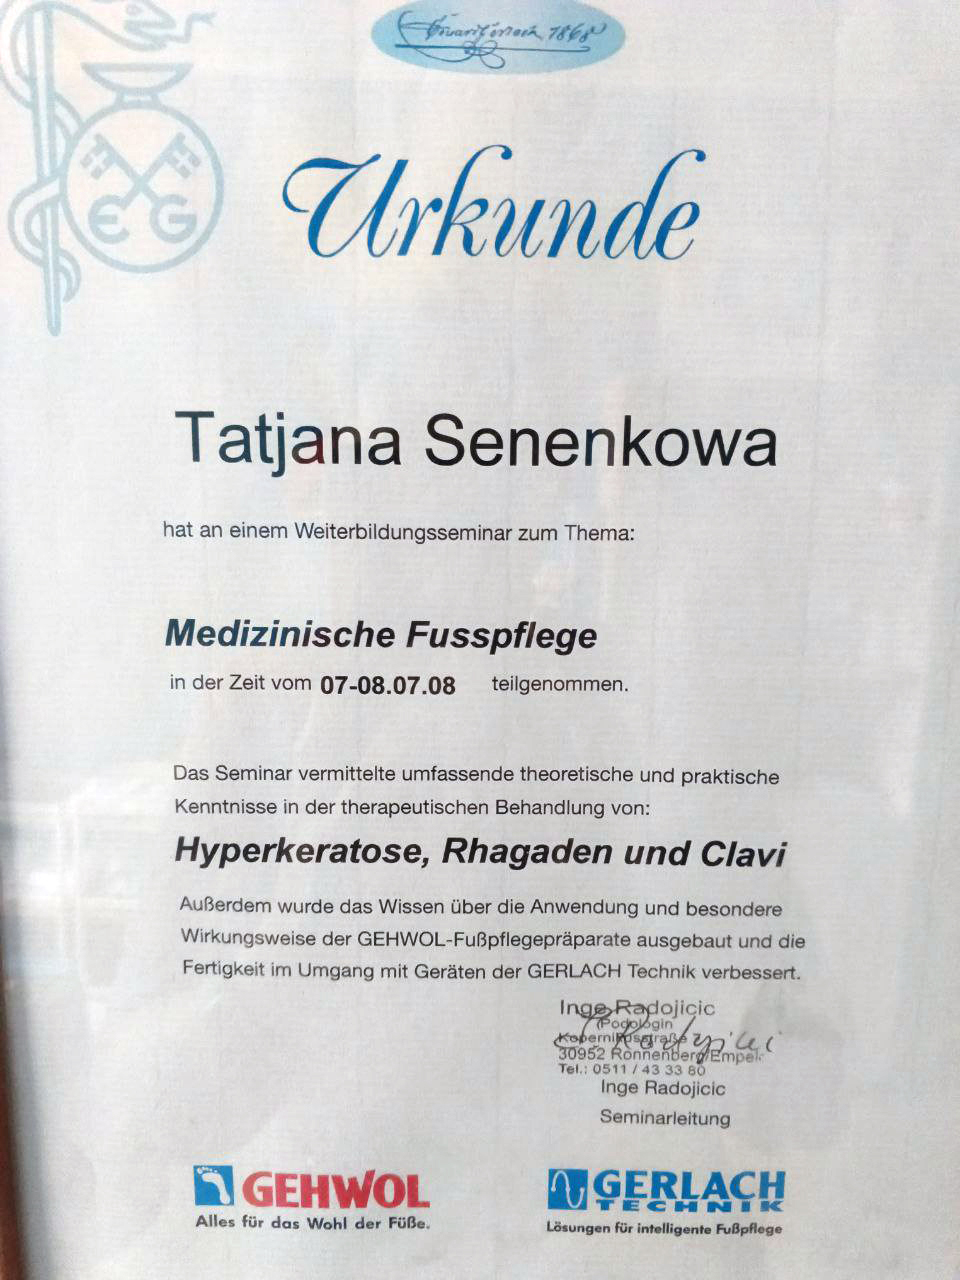 1868
E G
Urkunde
Tatjana Senenkowa
hat an einem Weiterbildungsseminar zum Thema:
Medizinische Fusspflege
in der Zeit vom 07-08.07.08 teilgenommen.
Das Seminar vermittelte umfassende theoretische und praktische
Kenntnisse in der therapeutischen Behandlung von:
Hyperkeratose, Rhagaden und Clavi
Außerdem wurde das Wissen über die Anwendung und besondere
Wirkungsweise der GEHWOL-Fußpflegepräparate ausgebaut und die
Fertigkeit im Umgang mit Geräten der GERLACH Technik verbessert.
Inge Radojicic
Podologin
Kopernikusstraße 7
30952 Ronnenberg/Empel.
Tel.: 0511 / 43 33 80
Inge Radojicic
Seminarleitung
GEHWOL
Alles für das Wohl der Füße.
GERLACH
TECHNIK
Lösungen für intelligente Fußpflege